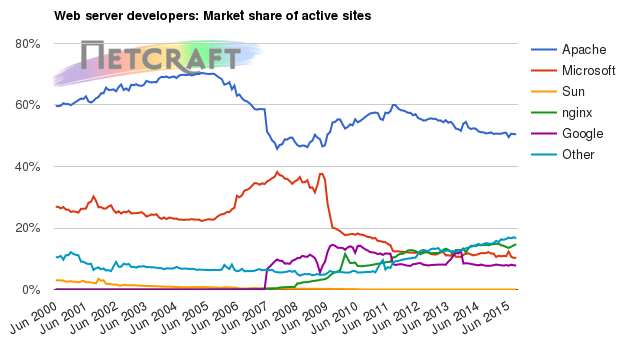 Web server developers: Market share of active sites
NETCRAFT
80%
60%
40%
20%
0%
Apache
Microsoft
Sun
nginx
Google
Other
Jun 2000
Jun 2001
Jun 2002
Jun 2003
Jun 2004
Jun 2005
Jun 2006
Jun 2007
Jun 2008
Jun 2009
Jun 2010
Jun 2011
Jun 2012
Jun 2013
Jun 2014
Jun 2015